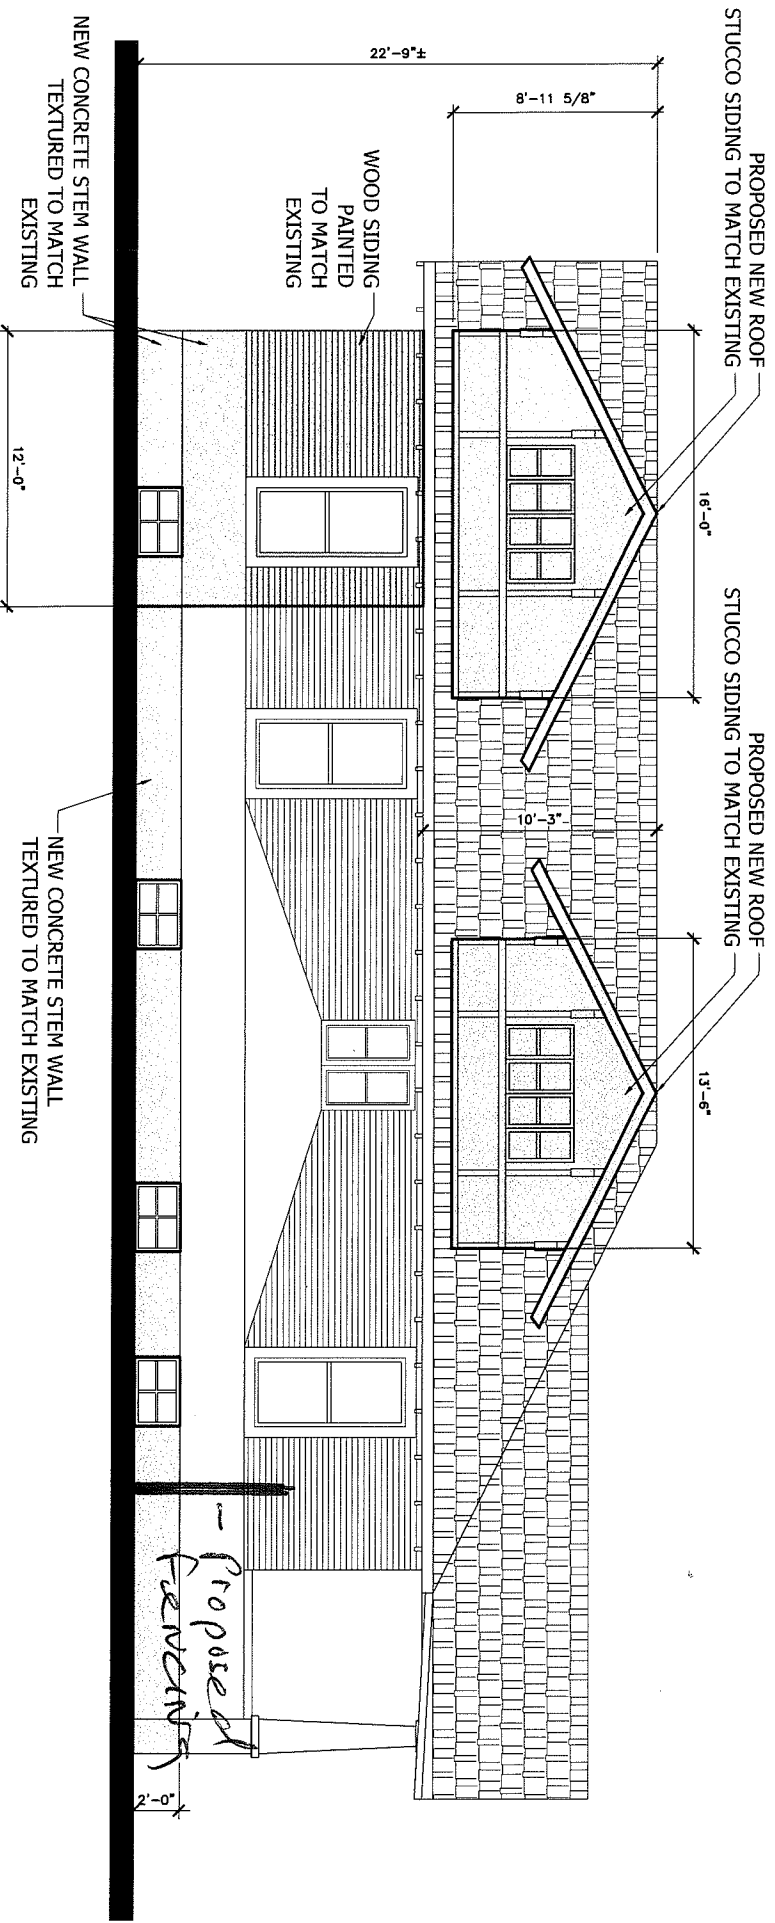 PROPOSED NEW ROOF
STUCCO SIDING TO MATCH EXISTING
PROPOSED NEW ROOF
STUCCO SIDING TO MATCH EXISTING
16'-0"
13'-6"
22'-9"±
8'-11 5/8"
10'-3"
WOOD SIDING
PAINTED
TO MATCH
EXISTING
NEW CONCRETE STEM WALL
TEXTURED TO MATCH
EXISTING
12'-0"
NEW CONCRETE STEM WALL
TEXTURED TO MATCH EXISTING
- Proposed
Fencing
2'-0"